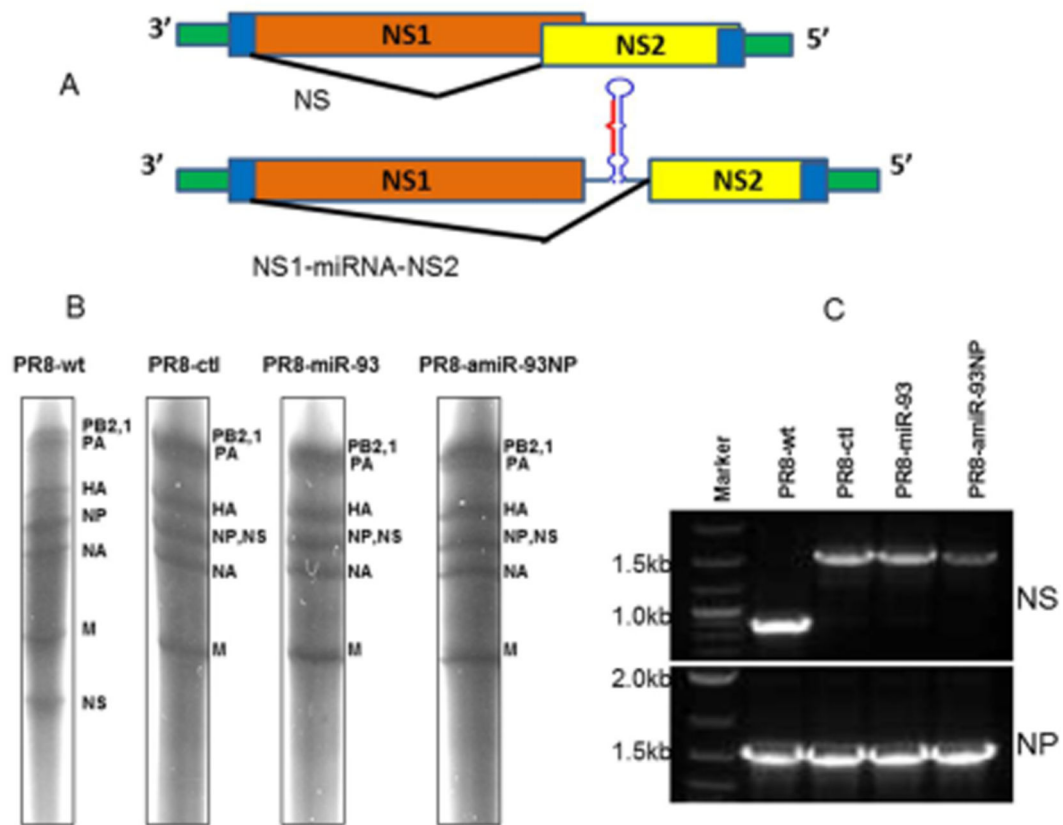 A
3’ NS1 NS2 5’
NS
3’ NS1 NS2 5’
NS1-miRNA-NS2
B
PR8-wt PR8-ctl PR8-miR-93 PR8-amiR-93NP
PB2,1
PA
HA
NP
NA
M
NS
PB2,1
PA
HA
NP,NS
NA
M
PB2,1
PA
HA
NP,NS
NA
M
PB2,1
PA
HA
NP,NS
NA
M
C
Marker
PR8-wt
PR8-ctl
PR8-miR-93
PR8-amiR-93NP
1.5kb
1.0kb
NS
2.0kb
1.5kb
NP